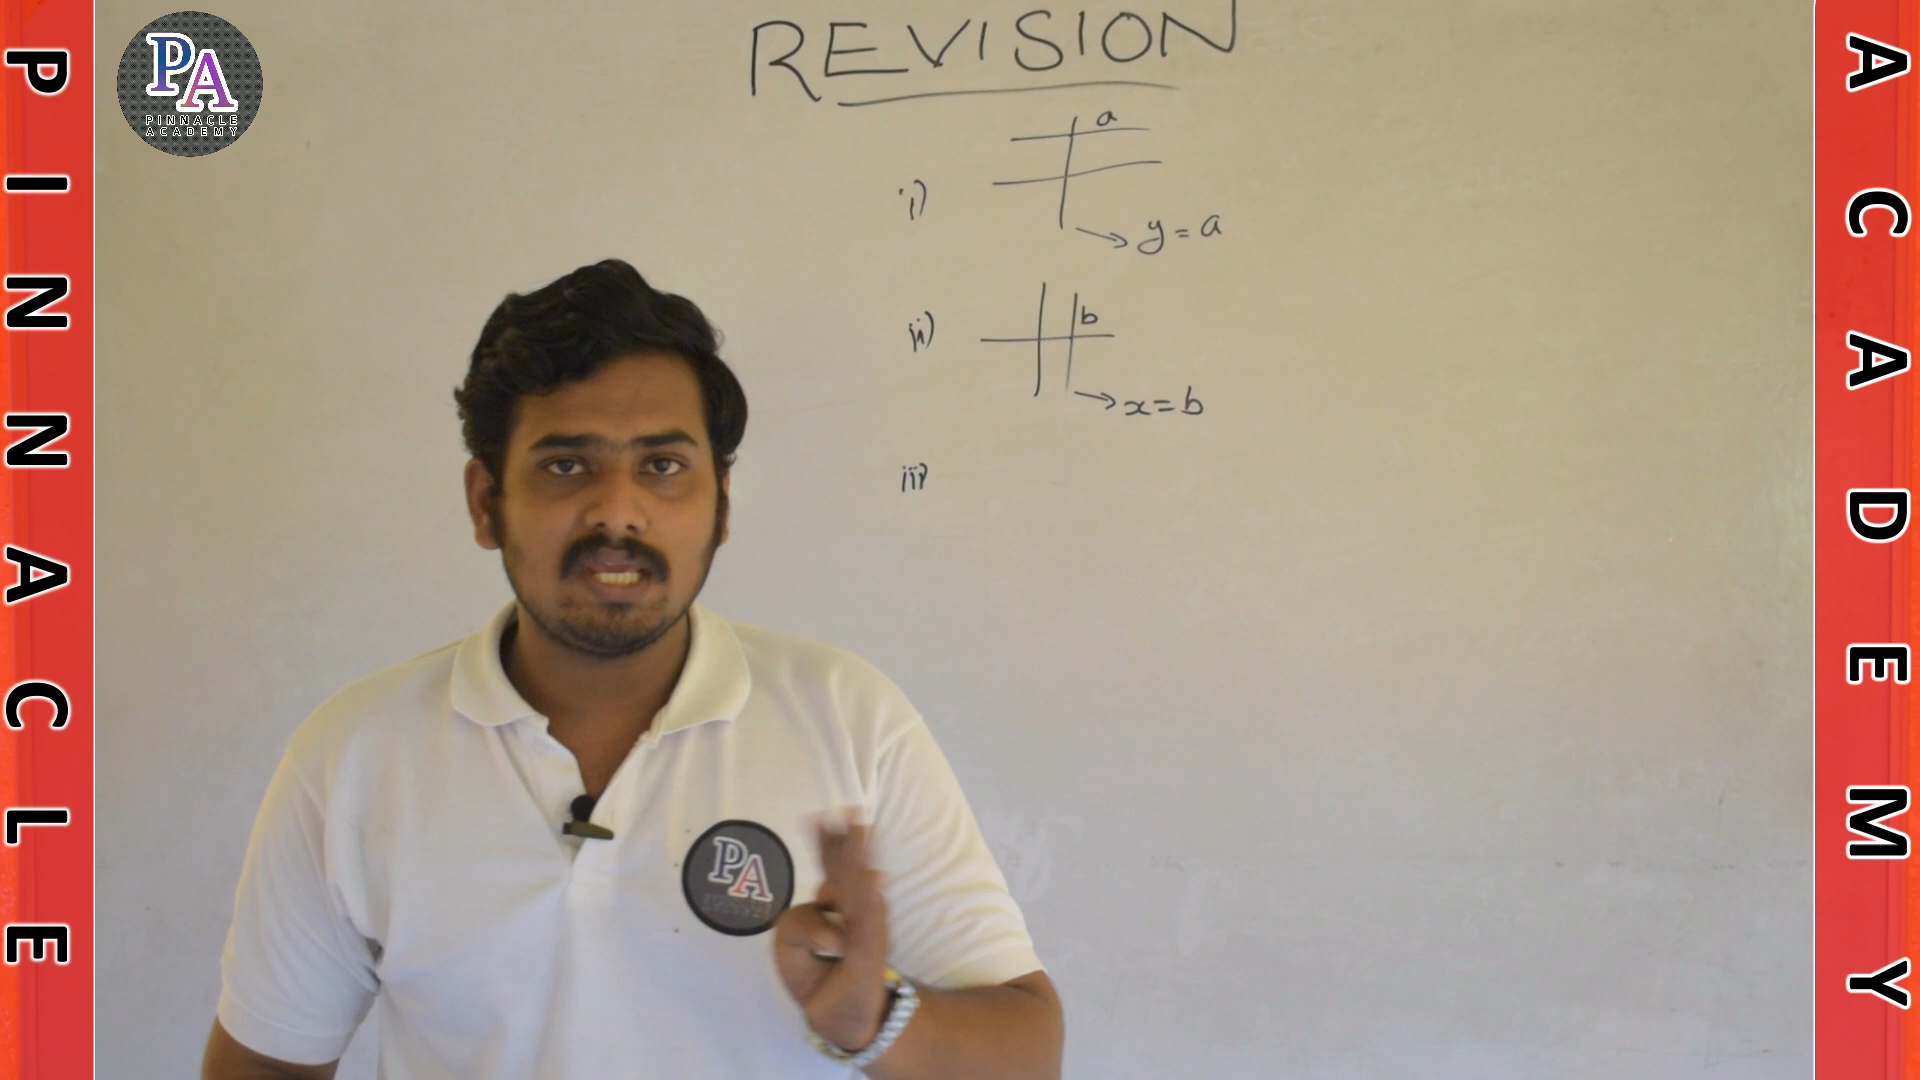 PINNACLE
PA
PINNACLE
ACADEMY
REVISION
i)
a
y = a
ii)
b
x = b
iii)
PA
ACADEMY